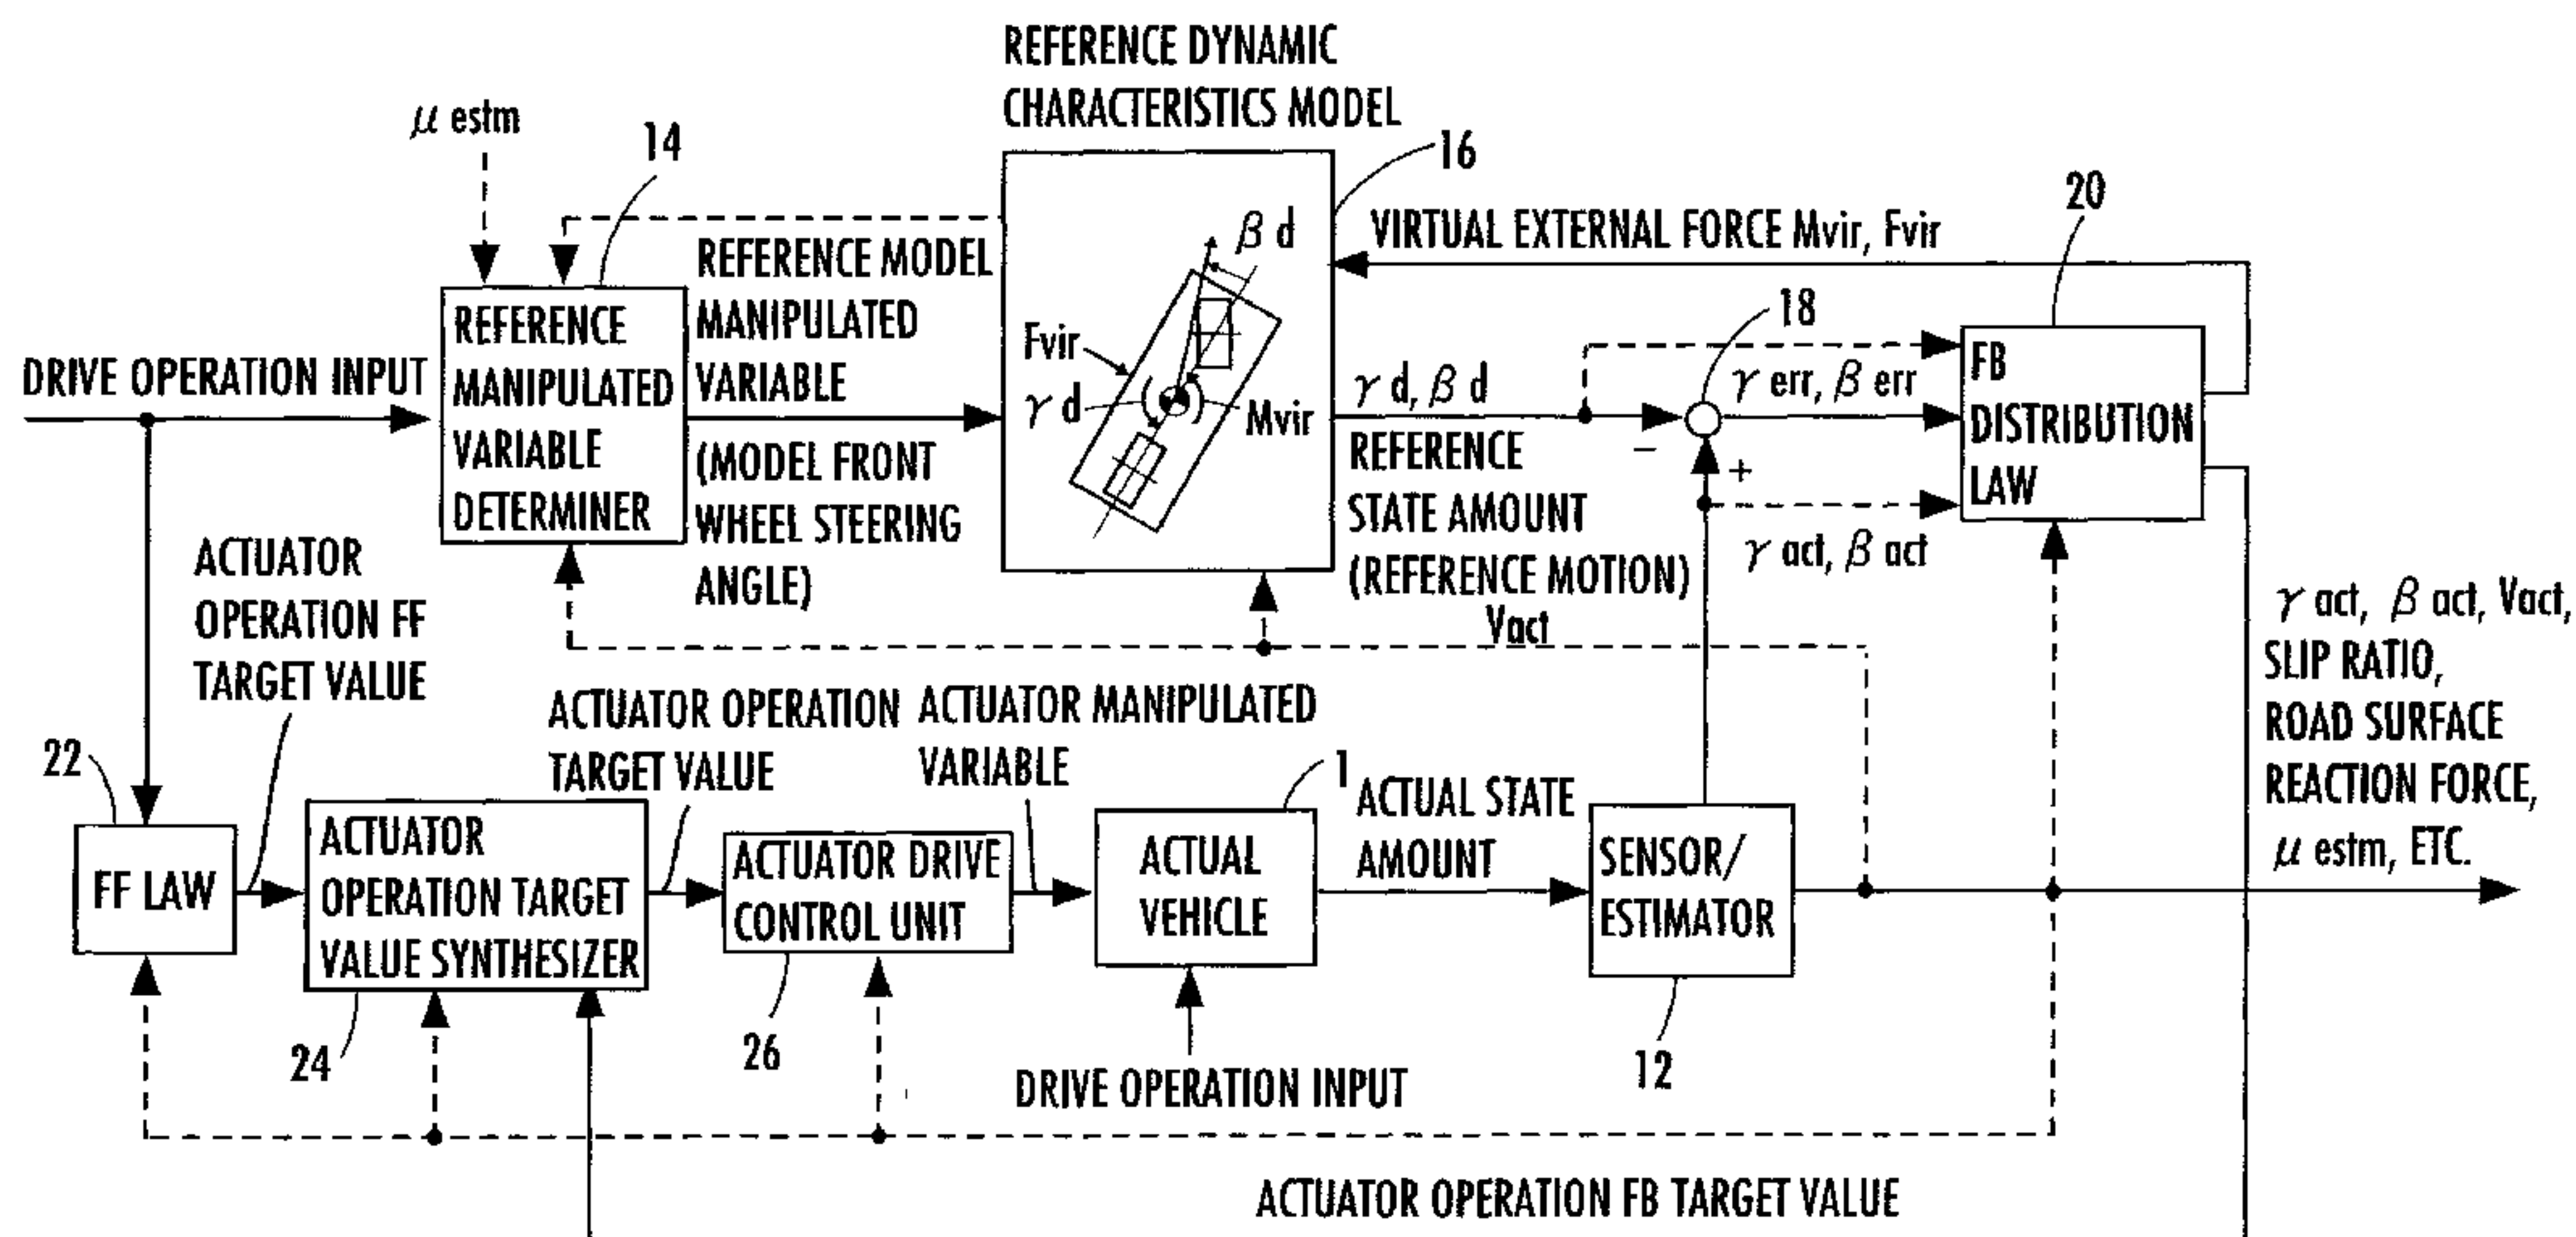 REFERENCE DYNAMIC
CHARACTERISTICS MODEL
μ estm
14
16
20
β d
VIRTUAL EXTERNAL FORCE Mvir, Fvir
REFERENCE MODEL
MANIPULATED
VARIABLE
(MODEL FRONT
WHEEL STEERING
ANGLE)
REFERENCE
MANIPULATED
VARIABLE
DETERMINER
DRIVE OPERATION INPUT
Fvir
γ d
Mvir
18
γ d, β d
γ err, β err
FB
DISTRIBUTION
LAW
REFERENCE
STATE AMOUNT
(REFERENCE MOTION)
−
+
γ act, β act
Vact
ACTUATOR
OPERATION FF
TARGET VALUE
γ act, β act, Vact,
SLIP RATIO,
ROAD SURFACE
REACTION FORCE,
μ estm, ETC.
ACTUATOR OPERATION
TARGET VALUE
ACTUATOR MANIPULATED
VARIABLE
22
1
ACTUAL STATE
AMOUNT
FF LAW
ACTUATOR
OPERATION TARGET
VALUE SYNTHESIZER
ACTUATOR DRIVE
CONTROL UNIT
ACTUAL
VEHICLE
SENSOR/
ESTIMATOR
24
26
12
DRIVE OPERATION INPUT
ACTUATOR OPERATION FB TARGET VALUE